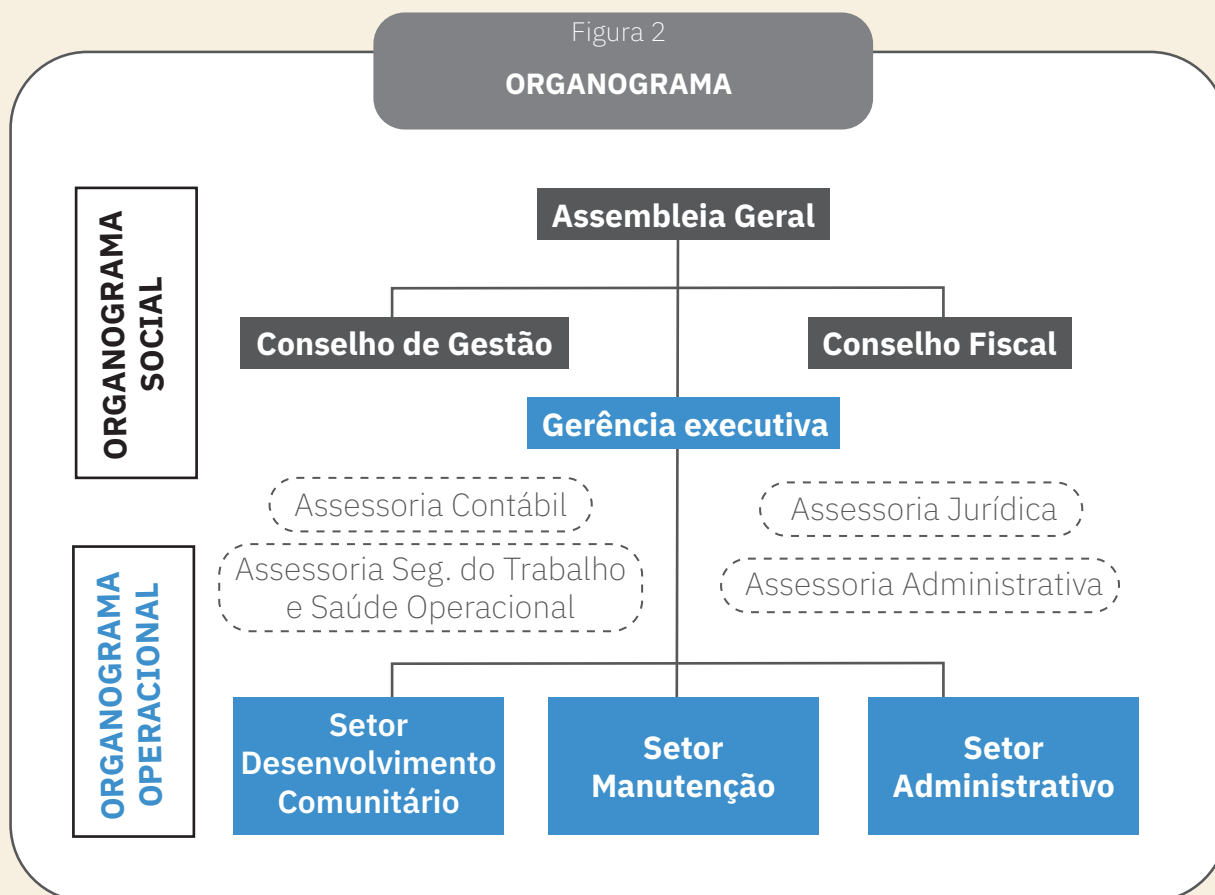 Figura 2
ORGANOGRAMA
ORGANOGRAMA
SOCIAL
Assembleia Geral
Conselho de Gestão
Conselho Fiscal
Gerência executiva
Assessoria Contábil
Assessoria Jurídica
Assessoria Seg. do Trabalho
e Saúde Operacional
Assessoria Administrativa
ORGANOGRAMA
OPERACIONAL
Setor
Desenvolvimento
Comunitário
Setor
Manutenção
Setor
Administrativo